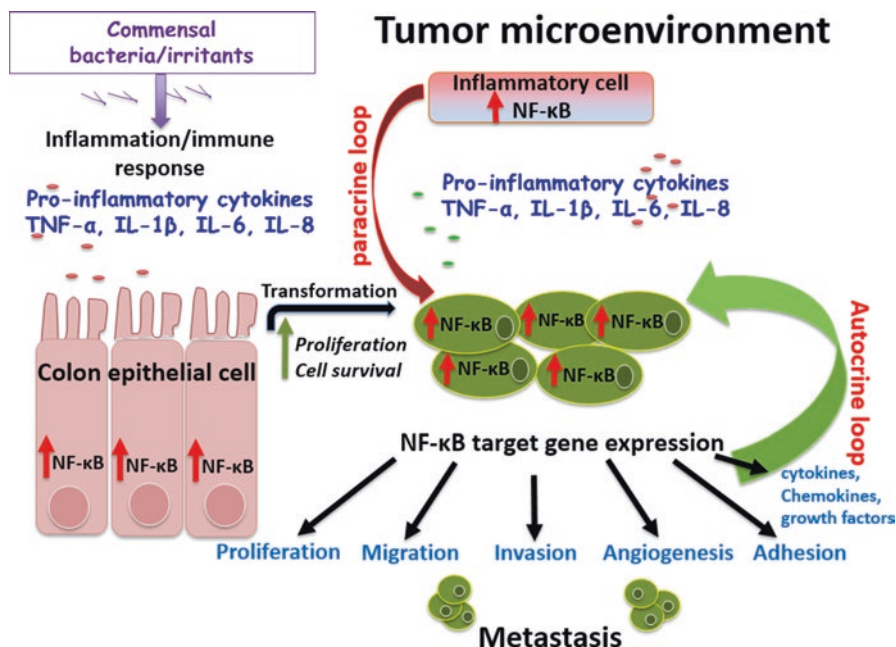 Commensal
bacteria/irritants
Inflammation/immune
response
Pro-inflammatory cytokines
TNF-α, IL-1β, IL-6, IL-8
Tumor microenvironment
Inflammatory cell
NF-κB
paracrine loop
Pro-inflammatory cytokines
TNF-α, IL-1β, IL-6, IL-8
Transformation
Proliferation
Cell survival
NF-κB
NF-κB
NF-κB
NF-κB
NF-κB
Autocrine loop
Colon epithelial cell
NF-κB
NF-κB
NF-κB
NF-κB target gene expression
cytokines,
Chemokines,
growth factors
Proliferation
Migration
Invasion
Angiogenesis
Adhesion
Metastasis